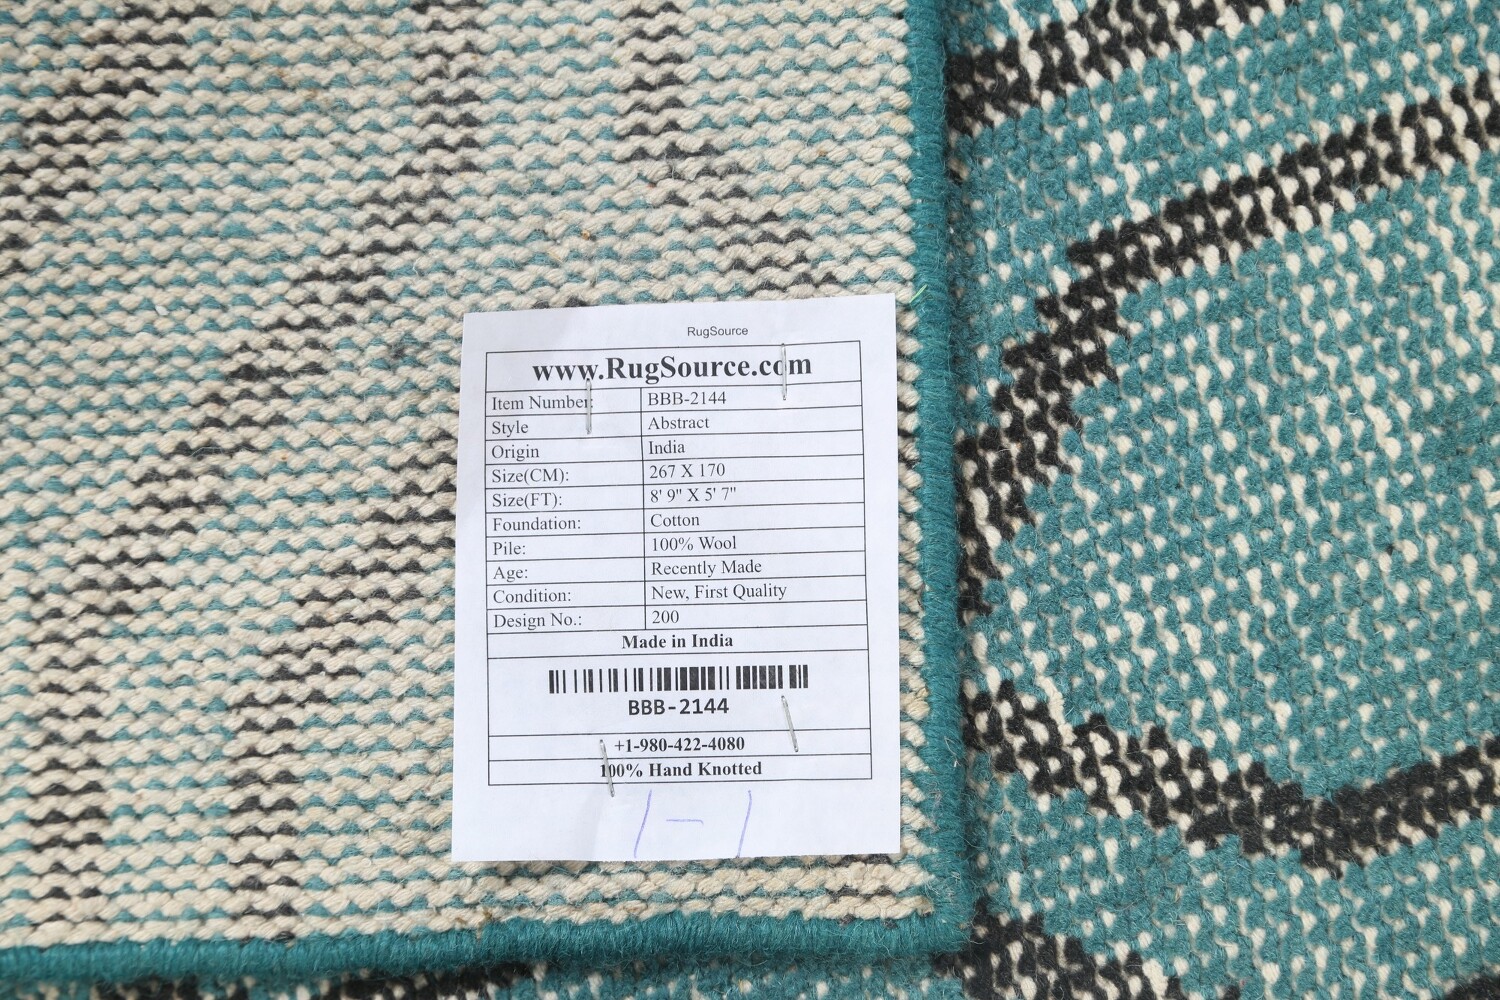 RugSource
www.RugSource.com
Item Number: BBB-2144
Style Abstract
Origin India
Size(CM): 267 X 170
Size(FT): 8' 9" X 5' 7"
Foundation: Cotton
Pile: 100% Wool
Age: Recently Made
Condition: New, First Quality
Design No.: 200
Made in India
BBB-2144
+1-980-422-4080
100% Hand Knotted
1-1